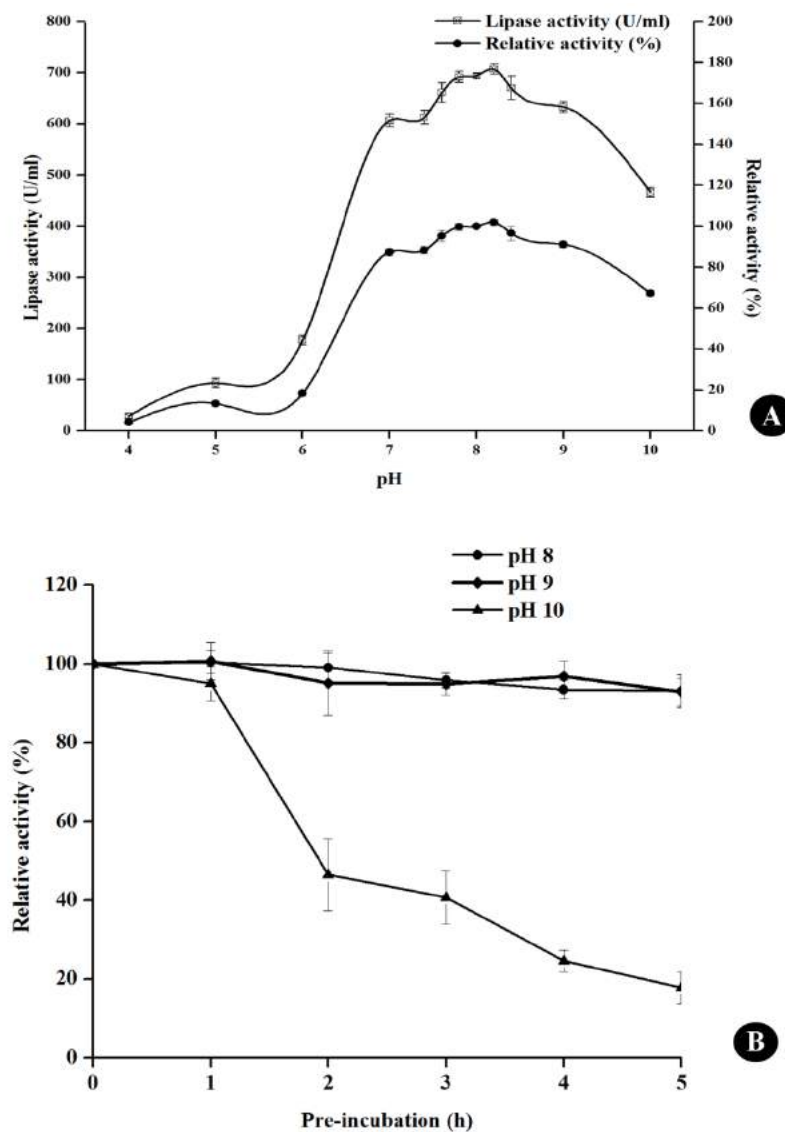 Lipase activity (U/ml)
Relative activity (%)
800
700
600
500
400
300
200
100
0
200
180
160
140
120
100
80
60
40
20
0
Lipase activity (U/ml)
Relative activity
(%)
4 5 6 7 8 9 10
pH
A
pH 8
pH 9
pH 10
120
100
80
60
40
20
0
Relative activity (%)
0 1 2 3 4 5
Pre-incubation (h)
B